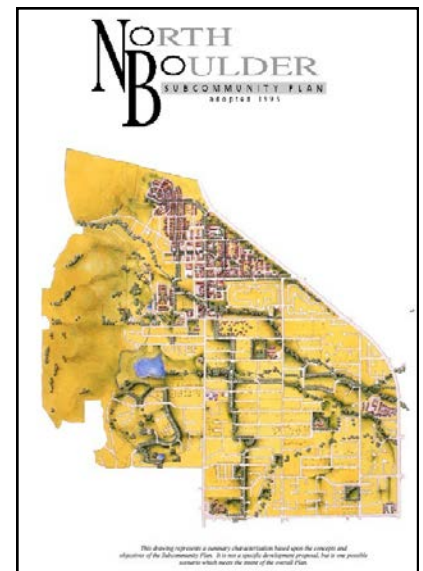 NORTH
BOULDER
SUBCOMMUNITY PLAN
adopted 1995
This drawing represents a summary characterization based upon the concepts and
objectives of the Subcommunity Plan. It is not a specific development proposal, but is one possible
scenario which meets the intent of the overall Plan.